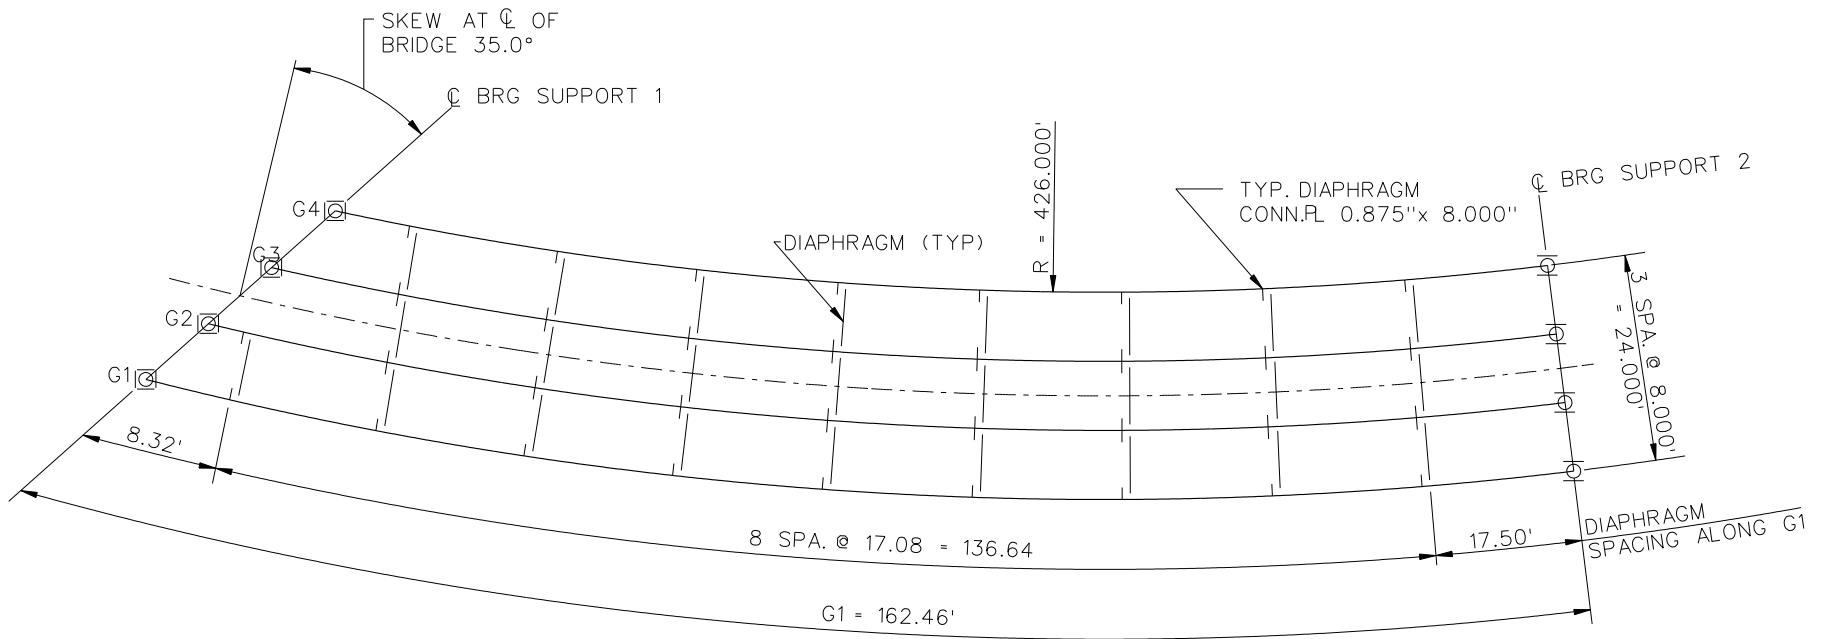 SKEW AT ℄ OF
BRIDGE 35.0°
℄ BRG SUPPORT 1
R = 426.000'
TYP. DIAPHRAGM
CONN.PL 0.875"x 8.000"
℄ BRG SUPPORT 2
G4
DIAPHRAGM (TYP)
G3
G2
G1
3 SPA. @ 8.000'
= 24.000'
8.32'
8 SPA. @ 17.08 = 136.64
17.50'
DIAPHRAGM
SPACING ALONG G1
G1 = 162.46'